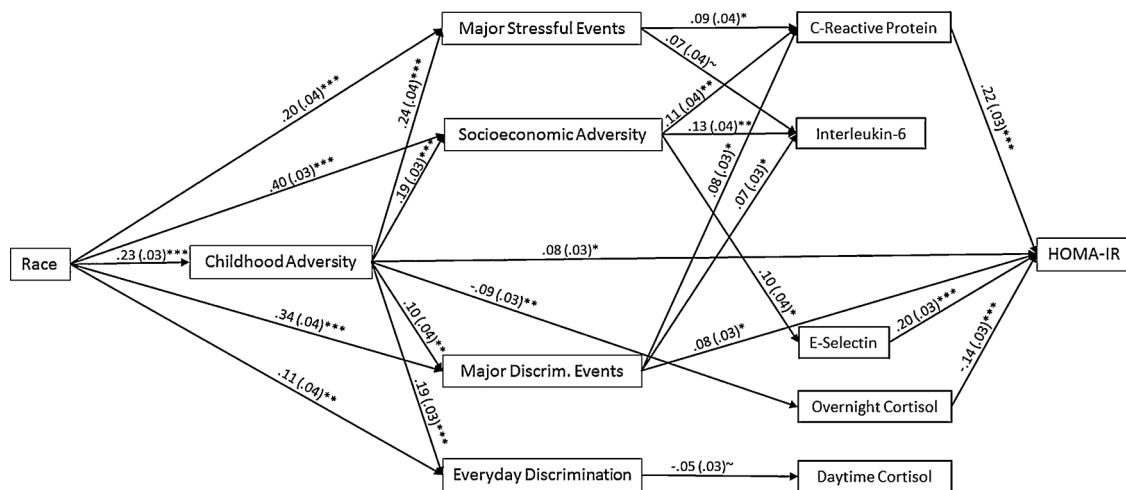 Major Stressful Events
.09 (.04)*
C-Reactive Protein
.07 (.04)~
.20 (.04)***
.24 (.04)***
.11 (.04)**
.22 (.03)***
Socioeconomic Adversity
.13 (.04)**
Interleukin-6
.40 (.03)***
.19 (.03)***
.08 (.03)*
.07 (.03)*
Race
.23 (.03)***
Childhood Adversity
.08 (.03)*
HOMA-IR
-.09 (.03)**
.10 (.04)*
.34 (.04)***
.10 (.04)**
.08 (.03)*
E-Selectin
.20 (.03)***
-.14 (.03)***
Major Discrim. Events
.11 (.04)**
.19 (.03)***
Overnight Cortisol
Everyday Discrimination
-.05 (.03)~
Daytime Cortisol